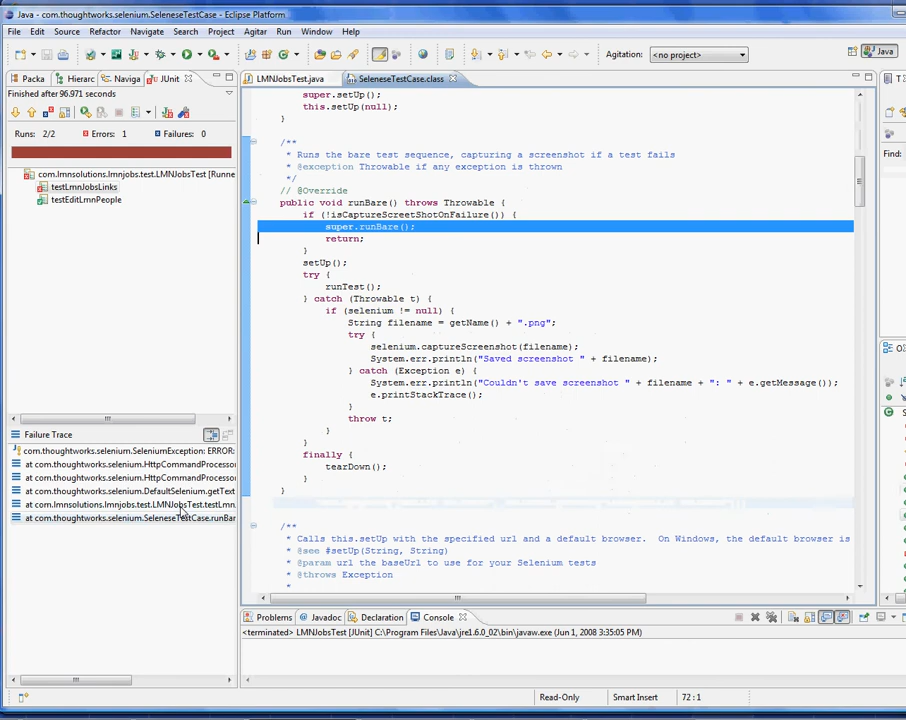 Java - com.thoughtworks.selenium.SeleneseTestCase - Eclipse Platform
File Edit Source Refactor Navigate Search Project Agitar Run Window Help
Agitation: <no project> Java
Packa Hierarc Naviga JUnit
LMNJobsTest.java SeleneseTestCase.class
Finished after 96.971 seconds
Runs: 2/2 Errors: 1 Failures: 0
com.lmnsolutions.lmnjobs.test.LMNJobsTest [Runne
testLmnJobsLinks
testEditLmnPeople
Failure Trace
com.thoughtworks.selenium.SeleniumException: ERROR:
at com.thoughtworks.selenium.HttpCommandProcessor
at com.thoughtworks.selenium.HttpCommandProcessor
at com.thoughtworks.selenium.DefaultSelenium.getText
at com.lmnsolutions.lmnjobs.test.LMNJobsTest.testLmn
at com.thoughtworks.selenium.SeleneseTestCase.runBar
super.setUp();
this.setUp(null);
}
/**
* Runs the bare test sequence, capturing a screenshot if a test fails
* @exception Throwable if any exception is thrown
*/
// @Override
public void runBare() throws Throwable {
if (!isCaptureScreetShotOnFailure()) {
super.runBare();
return;
}
setUp();
try {
runTest();
} catch (Throwable t) {
if (selenium != null) {
String filename = getName() + ".png";
try {
selenium.captureScreenshot(filename);
System.err.println("Saved screenshot " + filename);
} catch (Exception e) {
System.err.println("Couldn't save screenshot " + filename + ": " + e.getMessage());
e.printStackTrace();
}
throw t;
}
}
finally {
tearDown();
}
}
/**
* Calls this.setUp with the specified url and a default browser.  On Windows, the default browser is
* @see #setUp(String, String)
* @param url the baseUrl to use for your Selenium tests
* @throws Exception
*
Find:
Problems Javadoc Declaration Console
<terminated> LMNJobsTest [JUnit] C:\Program Files\Java\jre1.6.0_02\bin\javaw.exe (Jun 1, 2008 3:35:05 PM)
Read-Only Smart Insert 72 : 1